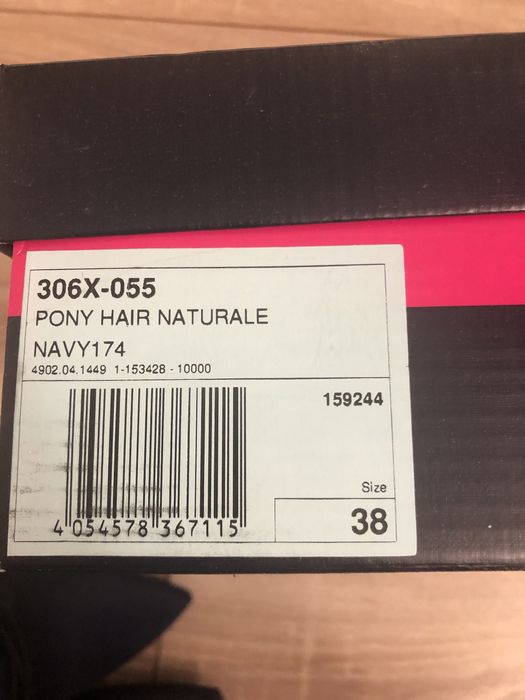 306X-055
PONY HAIR NATURALE
NAVY174
4902.04.1449 1-153428 - 10000
159244
Size
38
4 054578 367115